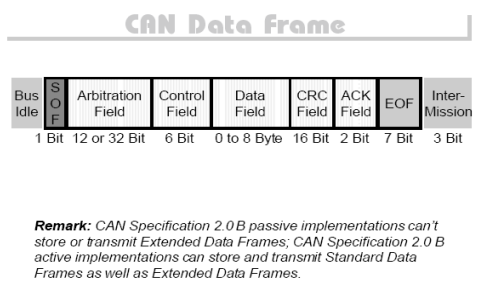 CAN Data Frame
Bus Idle
SOF
Arbitration Field
Control Field
Data Field
CRC Field
ACK Field
EOF
Inter-Mission
1 Bit 12 or 32 Bit 6 Bit 0 to 8 Byte 16 Bit 2 Bit 7 Bit 3 Bit
Remark: CAN Specification 2.0 B passive implementations can't
store or transmit Extended Data Frames; CAN Specification 2.0 B
active implementations can store and transmit Standard Data
Frames as well as Extended Data Frames.